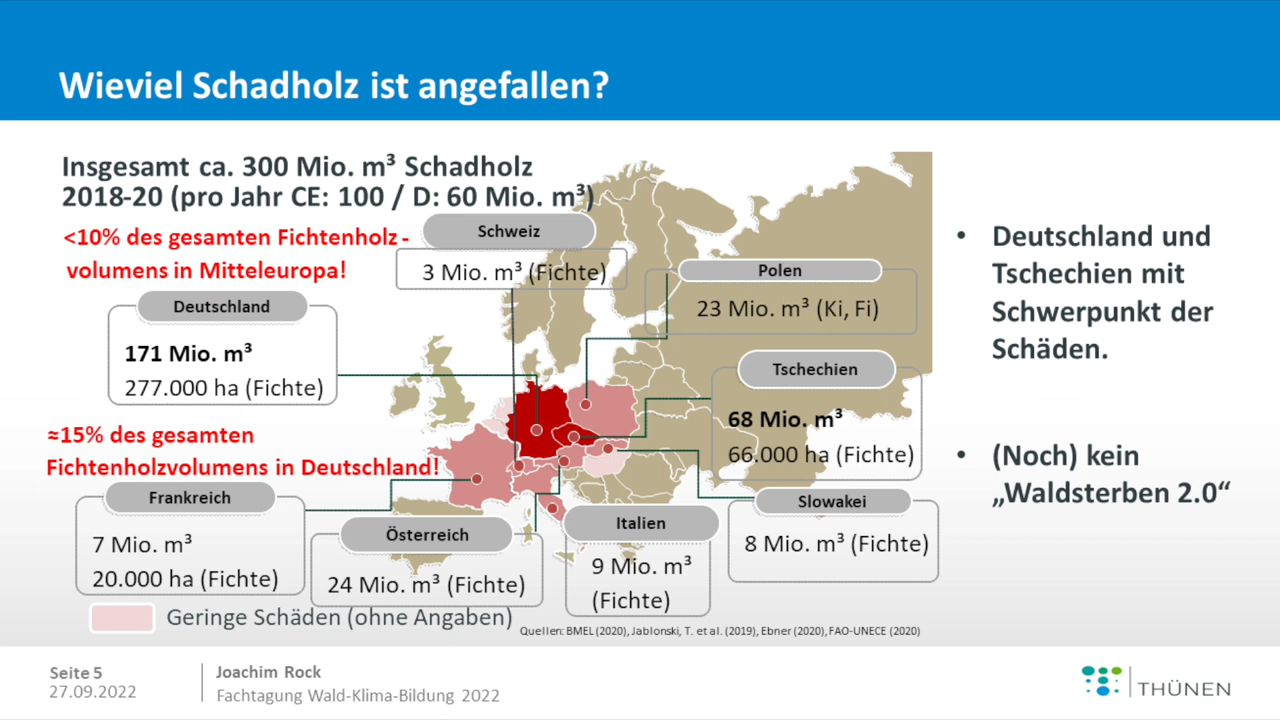 Wieviel Schadholz ist angefallen?
Insgesamt ca. 300 Mio. m³ Schadholz
2018-20 (pro Jahr CE: 100 / D: 60 Mio. m³)
<10% des gesamten Fichtenholz -
volumens in Mitteleuropa!
Schweiz
3 Mio. m³ (Fichte)
Polen
23 Mio. m³ (Ki, Fi)
Deutschland
171 Mio. m³
277.000 ha (Fichte)
Tschechien
68 Mio. m³
66.000 ha (Fichte)
≈15% des gesamten
Fichtenholzvolumens in Deutschland!
Frankreich
7 Mio. m³
20.000 ha (Fichte)
Österreich
24 Mio. m³ (Fichte)
Italien
9 Mio. m³
(Fichte)
Slowakei
8 Mio. m³ (Fichte)
Geringe Schäden (ohne Angaben)
Quellen: BMEL (2020), Jablonski, T. et al. (2019), Ebner (2020), FAO-UNECE (2020)
• Deutschland und
Tschechien mit
Schwerpunkt der
Schäden.
• (Noch) kein
„Waldsterben 2.0“
Seite 5
27.09.2022
Joachim Rock
Fachtagung Wald-Klima-Bildung 2022
THÜNEN